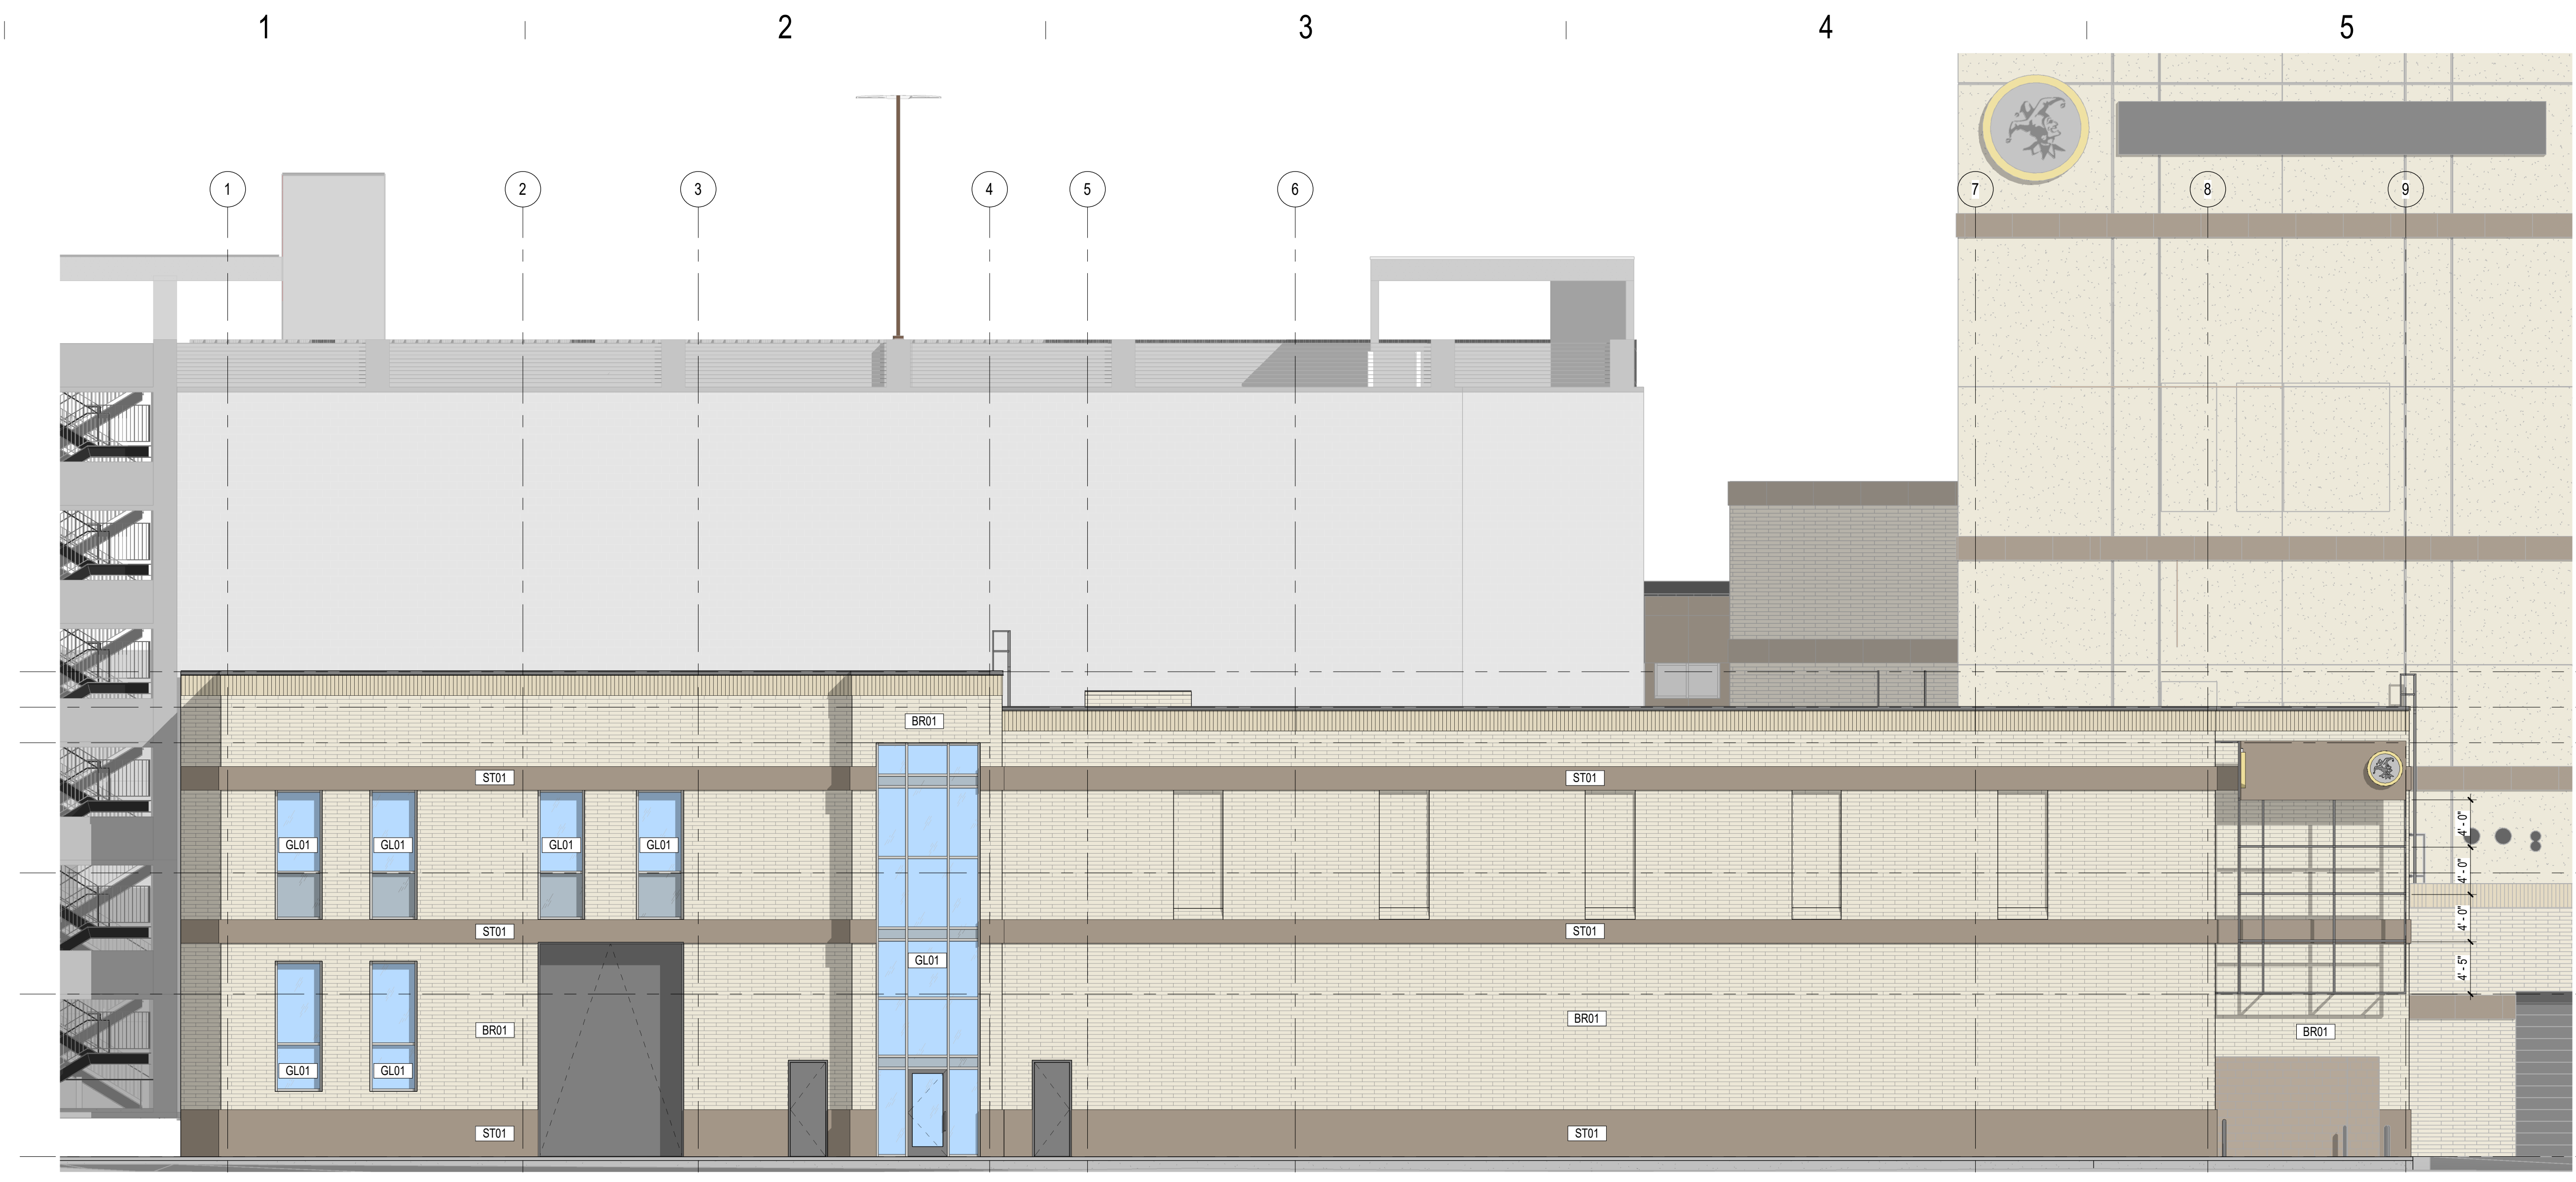 1 2 3 4 5
1 2 3 4 5 6 7 8 9
BR01
ST01 ST01
GL01 GL01 GL01 GL01
4' - 0"
4' - 0"
4' - 0"
4' - 5"
ST01 ST01
GL01
BR01 BR01 BR01
GL01 GL01
ST01 ST01